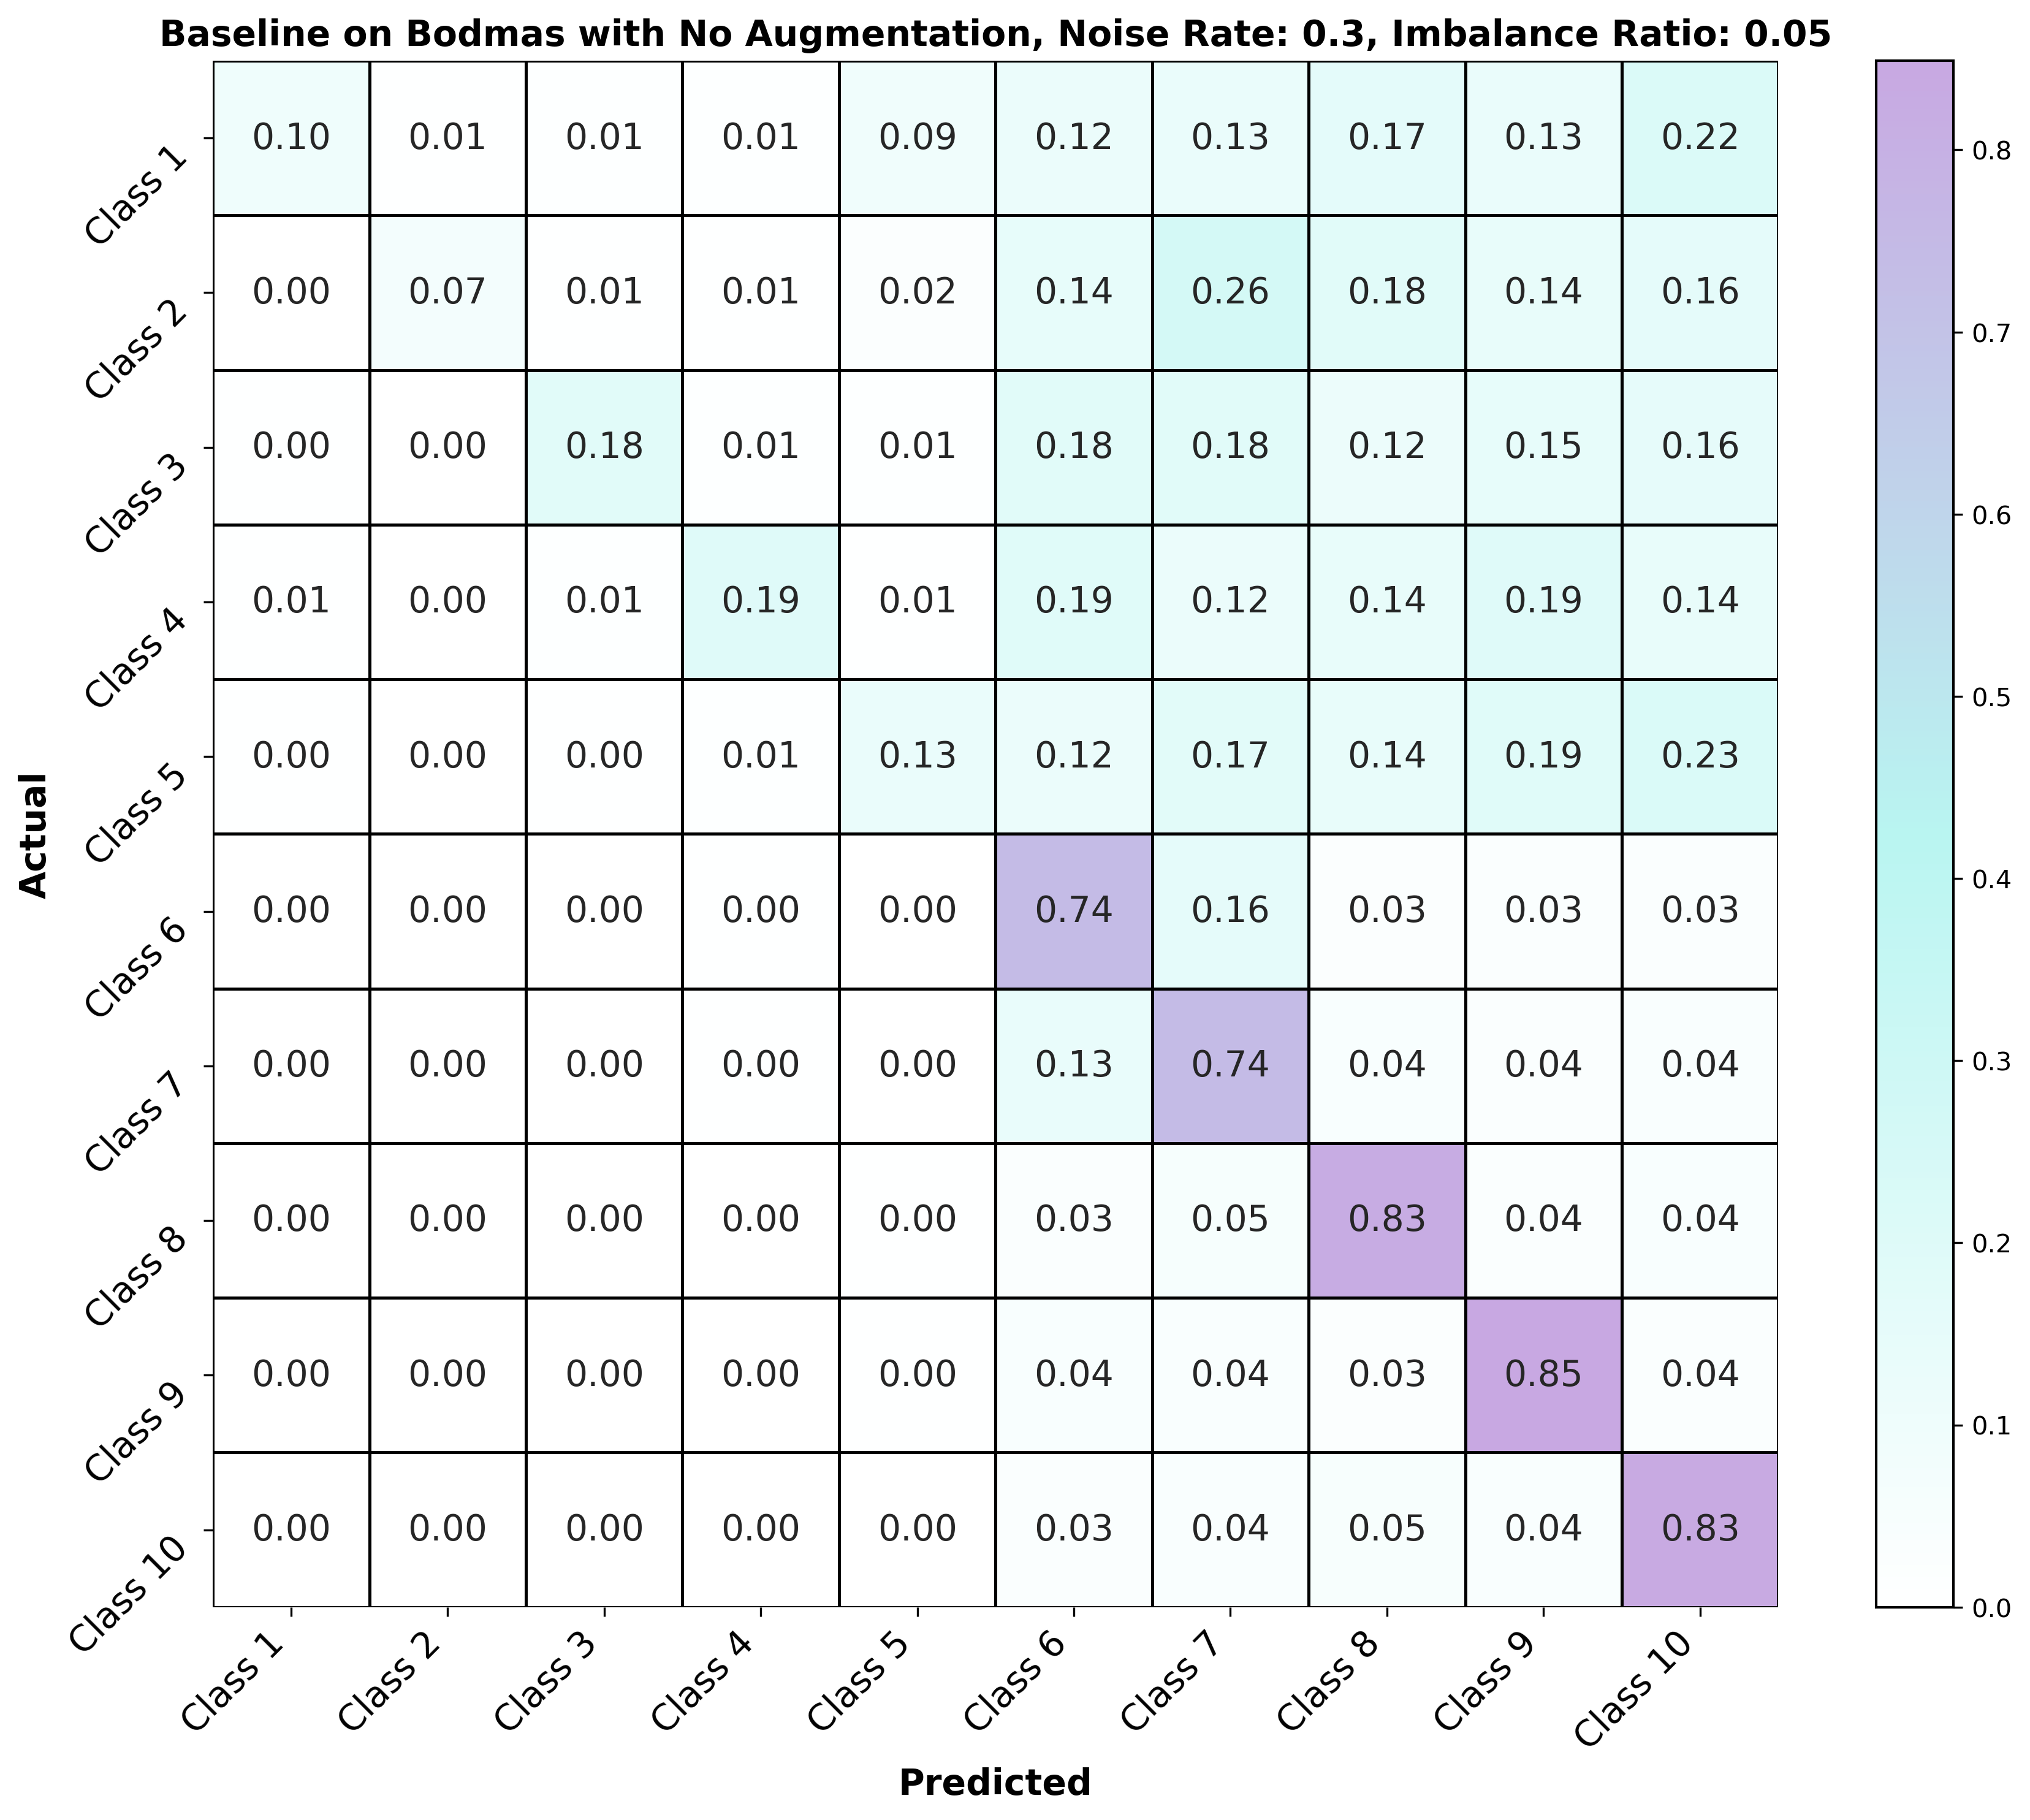 Baseline on Bodmas with No Augmentation, Noise Rate: 0.3, Imbalance Ratio: 0.05
Actual
Class 1 0.10 0.01 0.01 0.01 0.09 0.12 0.13 0.17 0.13 0.22
Class 2 0.00 0.07 0.01 0.01 0.02 0.14 0.26 0.18 0.14 0.16
Class 3 0.00 0.00 0.18 0.01 0.01 0.18 0.18 0.12 0.15 0.16
Class 4 0.01 0.00 0.01 0.19 0.01 0.19 0.12 0.14 0.19 0.14
Class 5 0.00 0.00 0.00 0.01 0.13 0.12 0.17 0.14 0.19 0.23
Class 6 0.00 0.00 0.00 0.00 0.00 0.74 0.16 0.03 0.03 0.03
Class 7 0.00 0.00 0.00 0.00 0.00 0.13 0.74 0.04 0.04 0.04
Class 8 0.00 0.00 0.00 0.00 0.00 0.03 0.05 0.83 0.04 0.04
Class 9 0.00 0.00 0.00 0.00 0.00 0.04 0.04 0.03 0.85 0.04
Class 10 0.00 0.00 0.00 0.00 0.00 0.03 0.04 0.05 0.04 0.83
Class 1 Class 2 Class 3 Class 4 Class 5 Class 6 Class 7 Class 8 Class 9 Class 10
Predicted
0.8
0.7
0.6
0.5
0.4
0.3
0.2
0.1
0.0